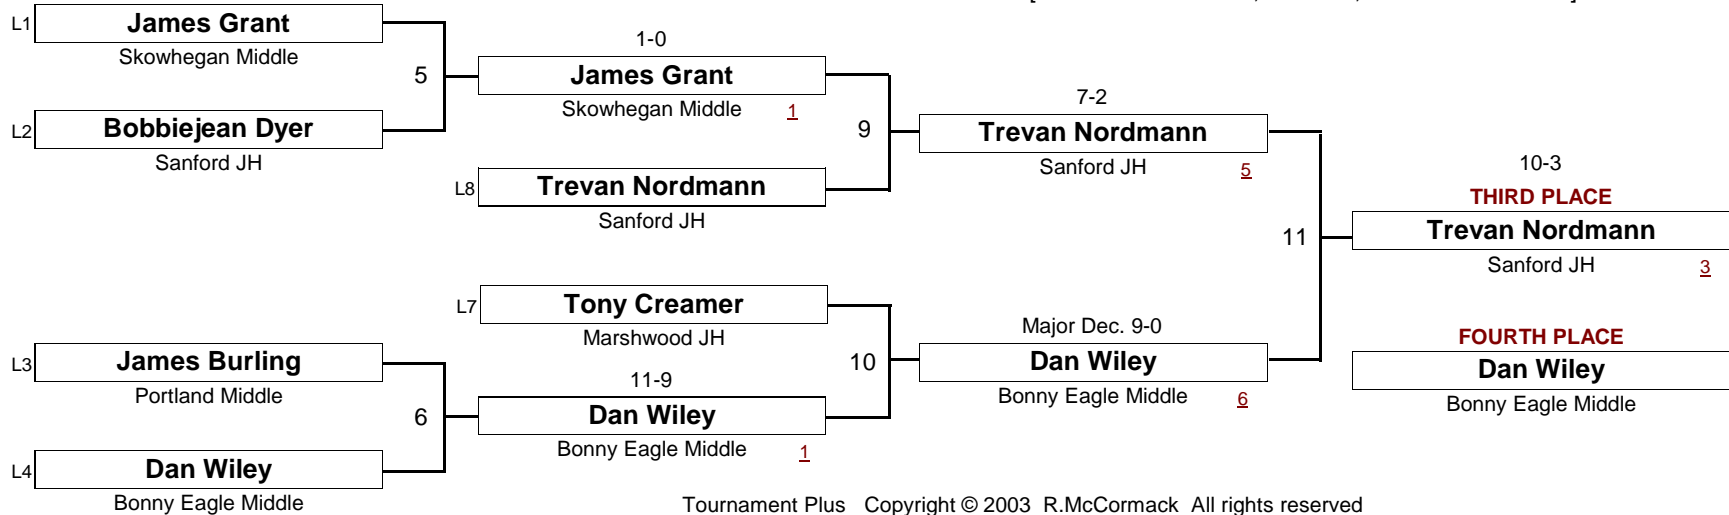 L1
James Grant
Skowhegan Middle
5
L2
Bobbiejean Dyer
Sanford JH
1-0
James Grant
Skowhegan Middle 1
9
L8
Trevan Nordmann
Sanford JH
7-2
Trevan Nordmann
Sanford JH 5
L7
Tony Creamer
Marshwood JH
10
L3
James Burling
Portland Middle
6
L4
Dan Wiley
Bonny Eagle Middle
11-9
Dan Wiley
Bonny Eagle Middle 1
Major Dec. 9-0
Dan Wiley
Bonny Eagle Middle 6
11
10-3
THIRD PLACE
Trevan Nordmann
Sanford JH 3
FOURTH PLACE
Dan Wiley
Bonny Eagle Middle
Tournament Plus Copyright © 2003 R.McCormack All rights reserved